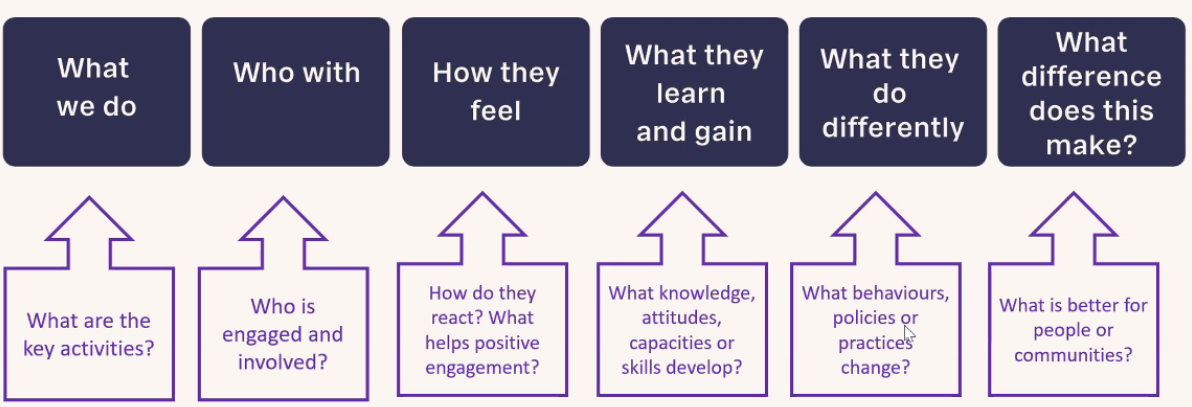 What
we do
Who with
How they
feel
What they
learn
and gain
What they
do
differently
What
difference
does this
make?
What are the
key activities?
Who is
engaged and
involved?
How do they
react? What
helps positive
engagement?
What knowledge,
attitudes,
capacities or
skills develop?
What behaviours,
policies or
practices
change?
What is better for
people or
communities?